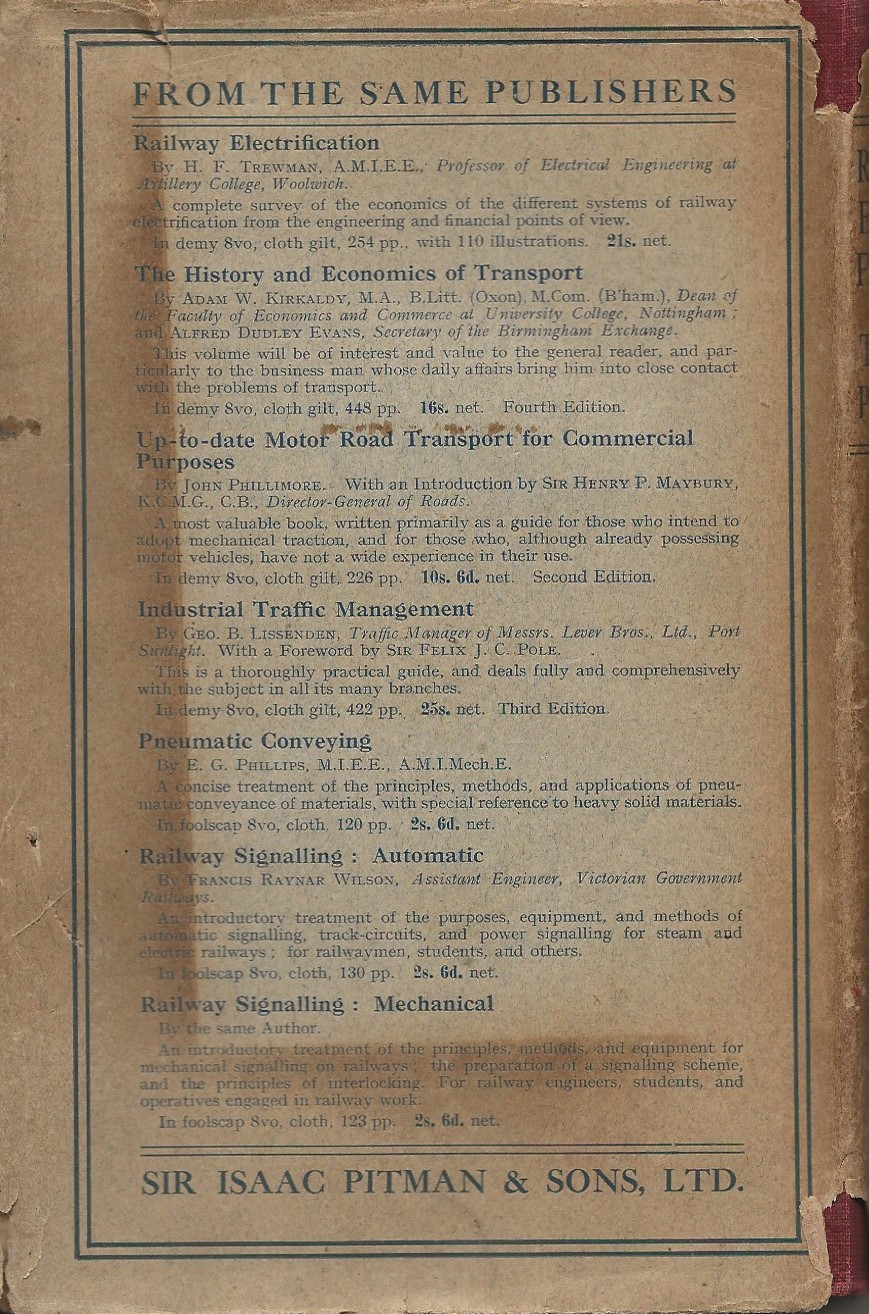 FROM THE SAME PUBLISHERS
Railway Electrification
By H. F. TREWMAN, A.M.I.E.E., Professor of Electrical Engineering at
Artillery College, Woolwich.
A complete survey of the economics of the different systems of railway
electrification from the engineering and financial points of view.
In demy 8vo, cloth gilt, 254 pp., with 110 illustrations. 21s. net.
The History and Economics of Transport
By ADAM W. KIRKALDY, M.A., B.Litt. (Oxon), M.Com. (B'ham.), Dean of
the Faculty of Economics and Commerce at University College, Nottingham ;
and ALFRED DUDLEY EVANS, Secretary of the Birmingham Exchange.
This volume will be of interest and value to the general reader, and par-
ticularly to the business man whose daily affairs bring him into close contact
with the problems of transport.
In demy 8vo, cloth gilt, 448 pp. 16s. net. Fourth Edition.
Up-to-date Motor Road Transport for Commercial
Purposes
By JOHN PHILLIMORE. With an Introduction by SIR HENRY P. MAYBURY,
K.C.M.G., C.B., Director-General of Roads.
A most valuable book, written primarily as a guide for those who intend to
adopt mechanical traction, and for those who, although already possessing
motor vehicles, have not a wide experience in their use.
In demy 8vo, cloth gilt, 226 pp. 10s. 6d. net. Second Edition.
Industrial Traffic Management
By GEO. B. LISSENDEN, Traffic Manager of Messrs. Lever Bros., Ltd., Port
Sunlight. With a Foreword by SIR FELIX J. C. POLE.
This is a thoroughly practical guide, and deals fully and comprehensively
with the subject in all its many branches.
In demy 8vo, cloth gilt, 422 pp. 25s. net. Third Edition.
Pneumatic Conveying
By E. G. PHILLIPS, M.I.E.E., A.M.I.Mech.E.
A concise treatment of the principles, methods, and applications of pneu-
matic conveyance of materials, with special reference to heavy solid materials.
In foolscap 8vo, cloth, 120 pp. 2s. 6d. net.
Railway Signalling : Automatic
By FRANCIS RAYNAR WILSON, Assistant Engineer, Victorian Government
Railways.
An introductory treatment of the purposes, equipment, and methods of
automatic signalling, track-circuits, and power signalling for steam and
electric railways ; for railwaymen, students, and others.
In foolscap 8vo, cloth, 130 pp. 2s. 6d. net.
Railway Signalling : Mechanical
By the same Author.
An introductory treatment of the principles, methods, and equipment for
mechanical signalling on railways ; the preparation of a signalling scheme,
and the principles of interlocking. For railway engineers, students, and
operatives engaged in railway work.
In foolscap 8vo, cloth, 123 pp. 2s. 6d. net.
SIR ISAAC PITMAN & SONS, LTD.